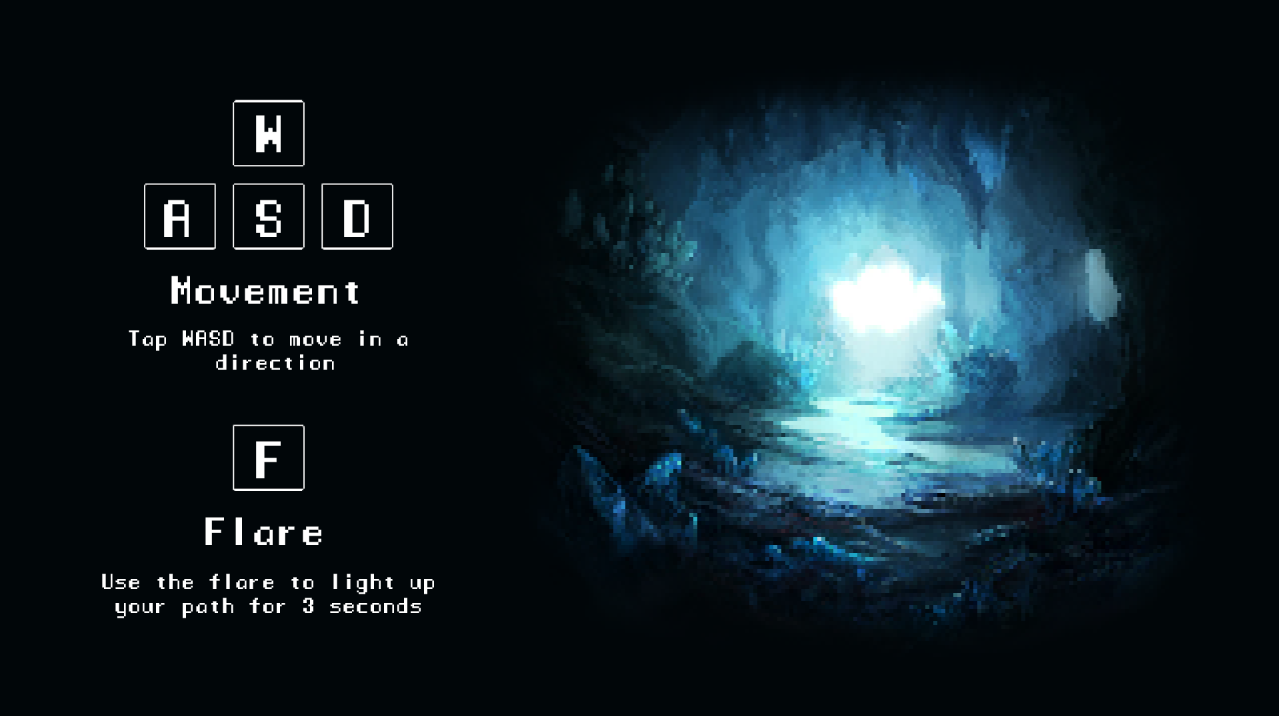 W
A S D
Movement
Tap WASD to move in a
direction
F
Flare
Use the flare to light up
your path for 3 seconds